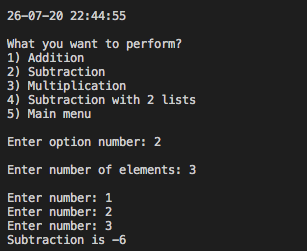 26-07-20 22:44:55
What you want to perform?
1) Addition
2) Subtraction
3) Multiplication
4) Subtraction with 2 lists
5) Main menu
Enter option number: 2
Enter number of elements: 3
Enter number: 1
Enter number: 2
Enter number: 3
Subtraction is -6